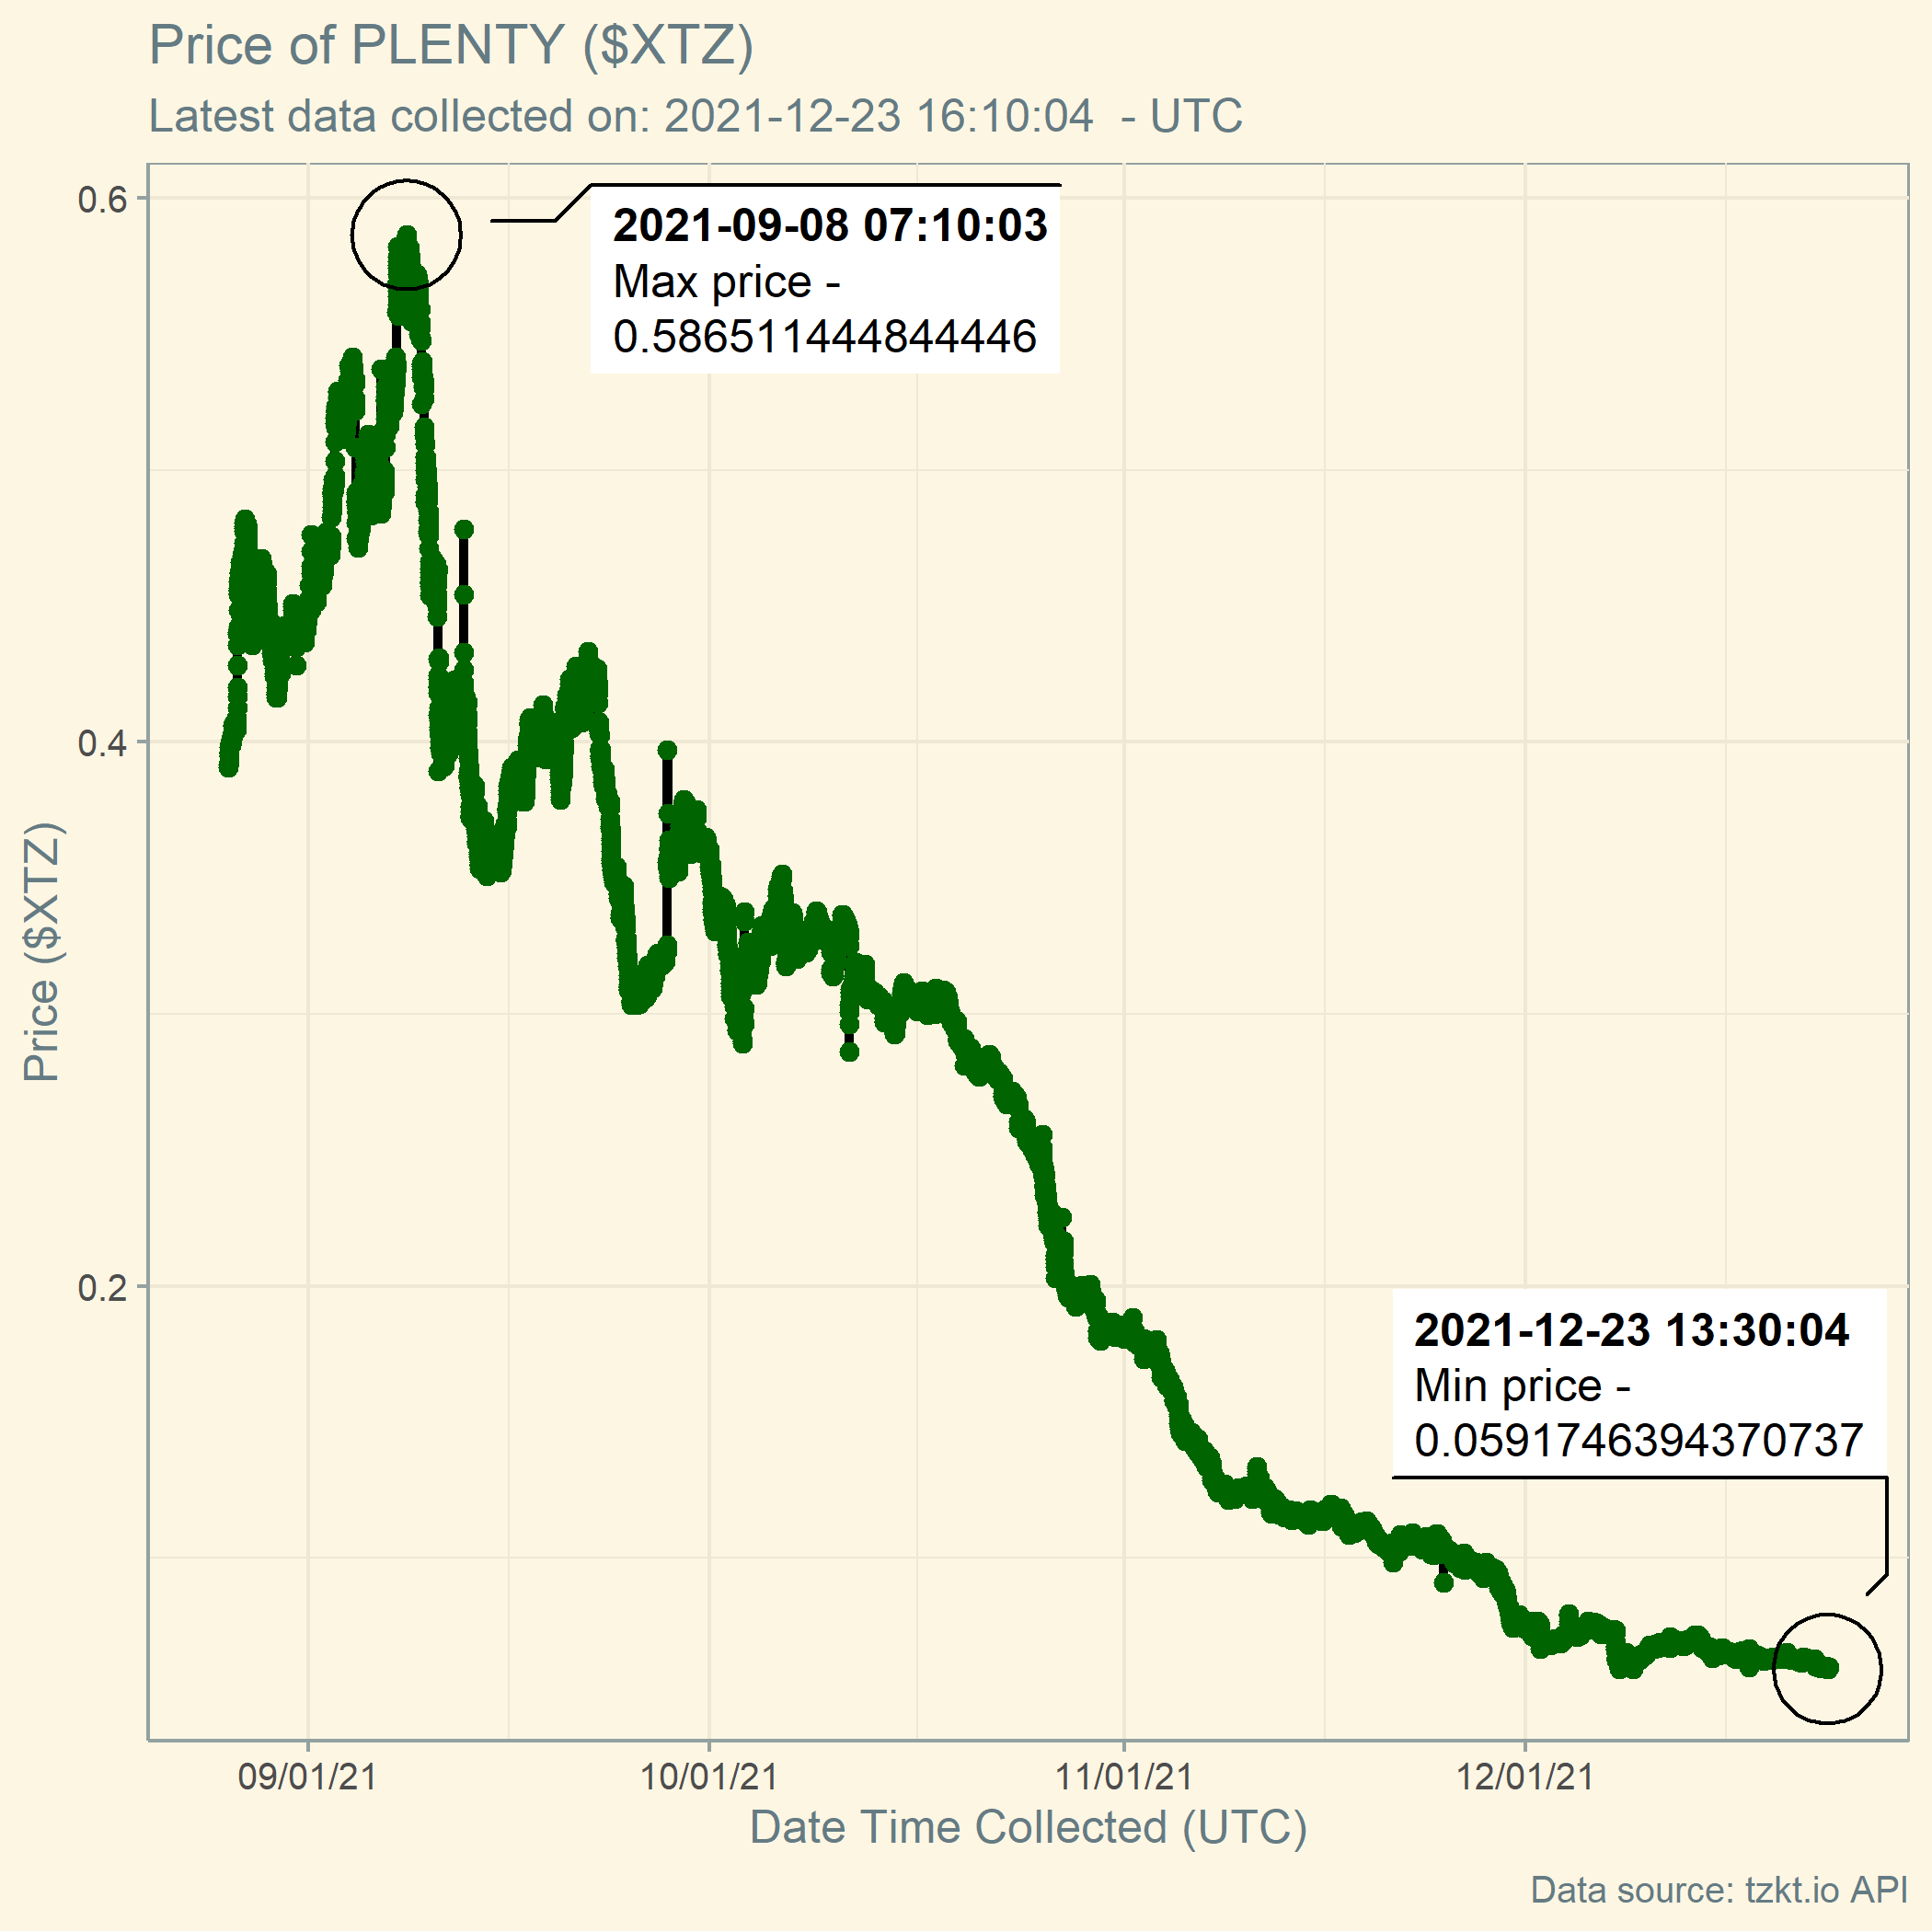 Price of PLENTY ($XTZ)
Latest data collected on: 2021-12-23 16:10:04  - UTC
0.6
0.4
0.2
Price ($XTZ)
2021-09-08 07:10:03
Max price -
0.586511444844446
2021-12-23 13:30:04
Min price -
0.0591746394370737
09/01/21
10/01/21
11/01/21
12/01/21
Date Time Collected (UTC)
Data source: tzkt.io API